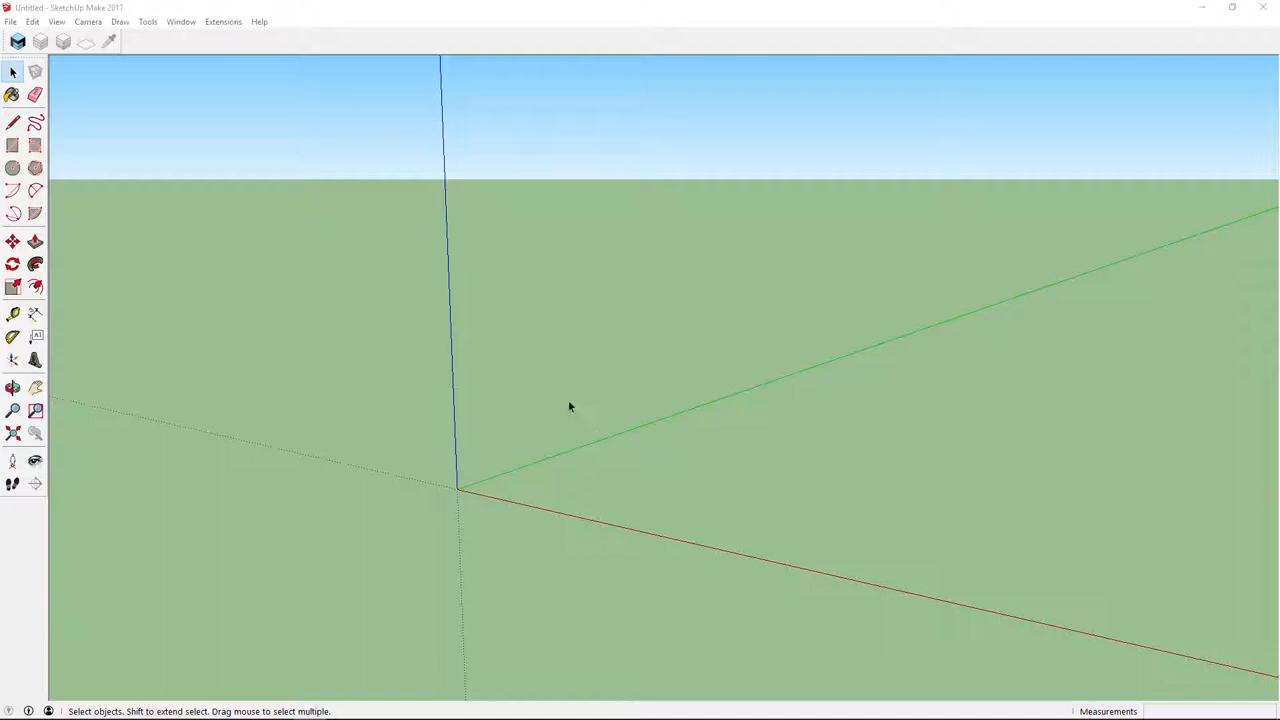 Untitled - SketchUp Make 2017
File Edit View Camera Draw Tools Window Extensions Help
A1
Select objects. Shift to extend select. Drag mouse to select multiple.
Measurements